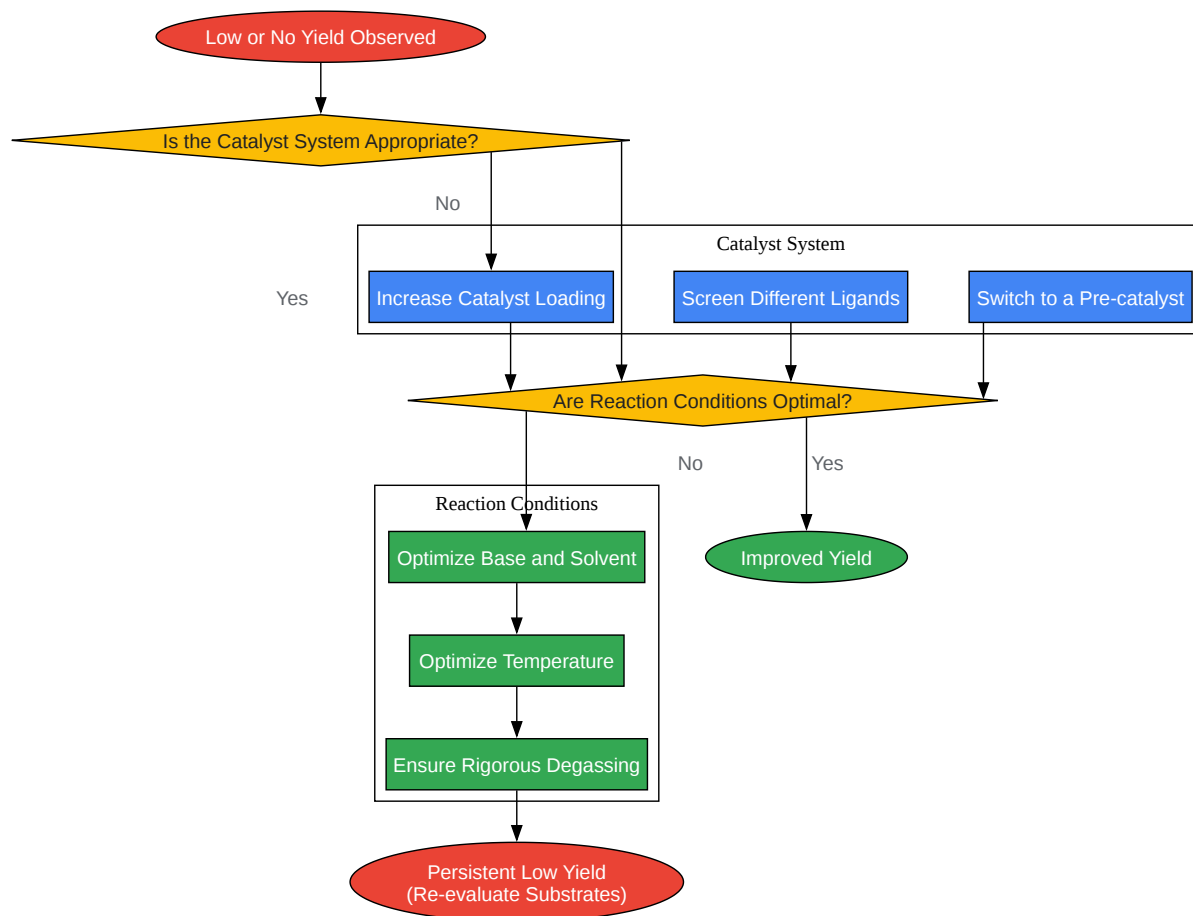 Low or No Yield Observed
Is the Catalyst System Appropriate?
No
Catalyst System
Yes
Increase Catalyst Loading
Screen Different Ligands
Switch to a Pre-catalyst
Are Reaction Conditions Optimal?
No
Yes
Reaction Conditions
Optimize Base and Solvent
Improved Yield
Optimize Temperature
Ensure Rigorous Degassing
Persistent Low Yield
(Re-evaluate Substrates)